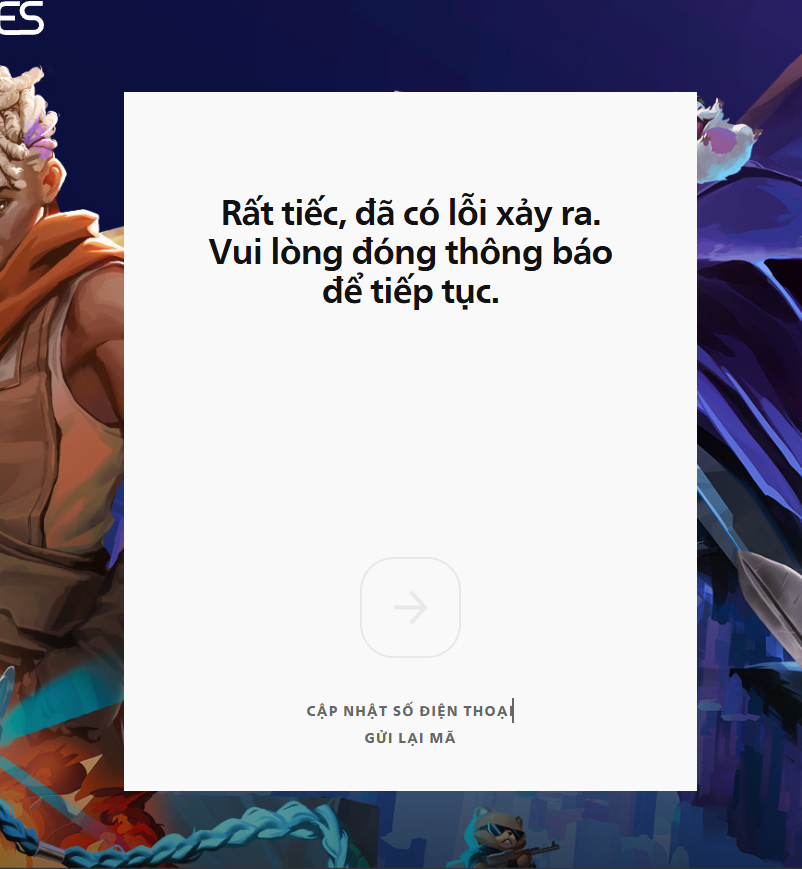 ES
Rất tiếc, đã có lỗi xảy ra.
Vui lòng đóng thông báo
để tiếp tục.
CẬP NHẬT SỐ ĐIỆN THOẠI
GỬI LẠI MÃ